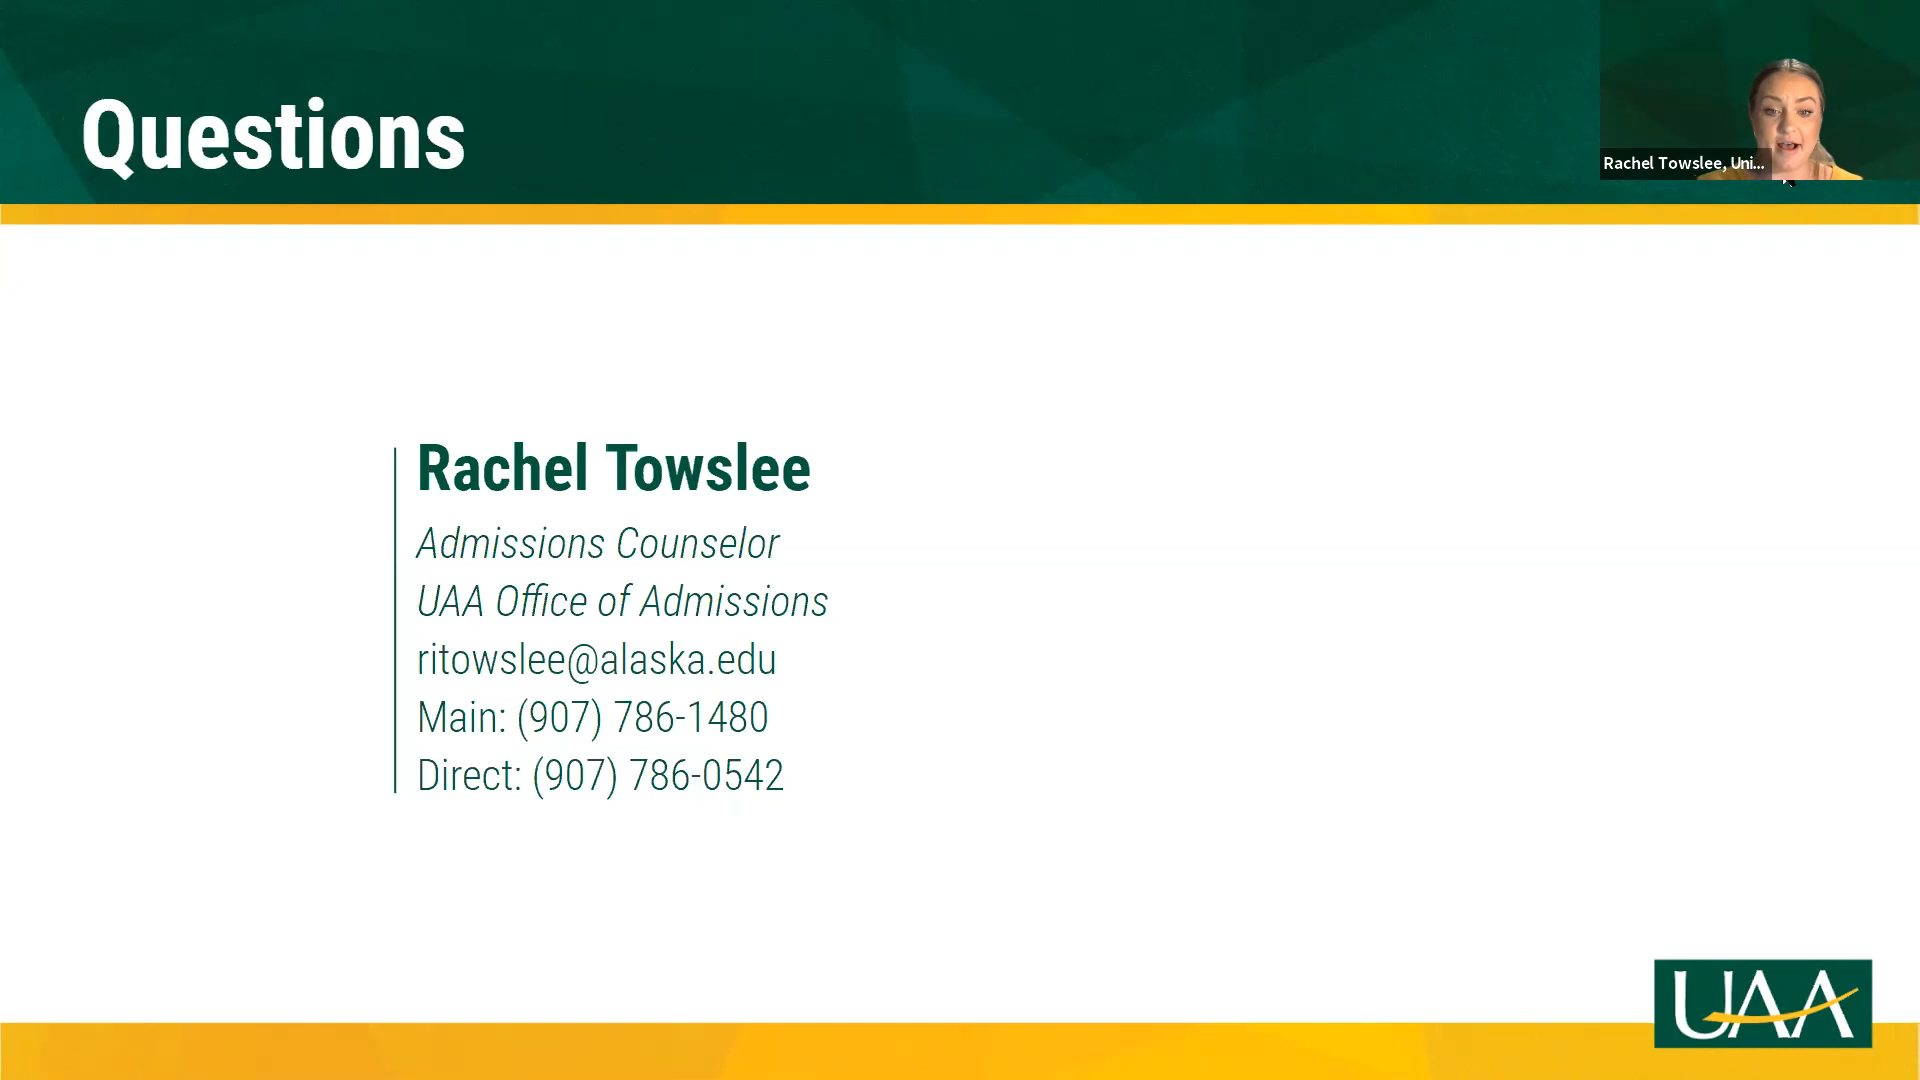 Questions
Rachel Towslee, Uni...
Rachel Towslee
Admissions Counselor
UAA Office of Admissions
ritowslee@alaska.edu
Main: (907) 786-1480
Direct: (907) 786-0542
UAA